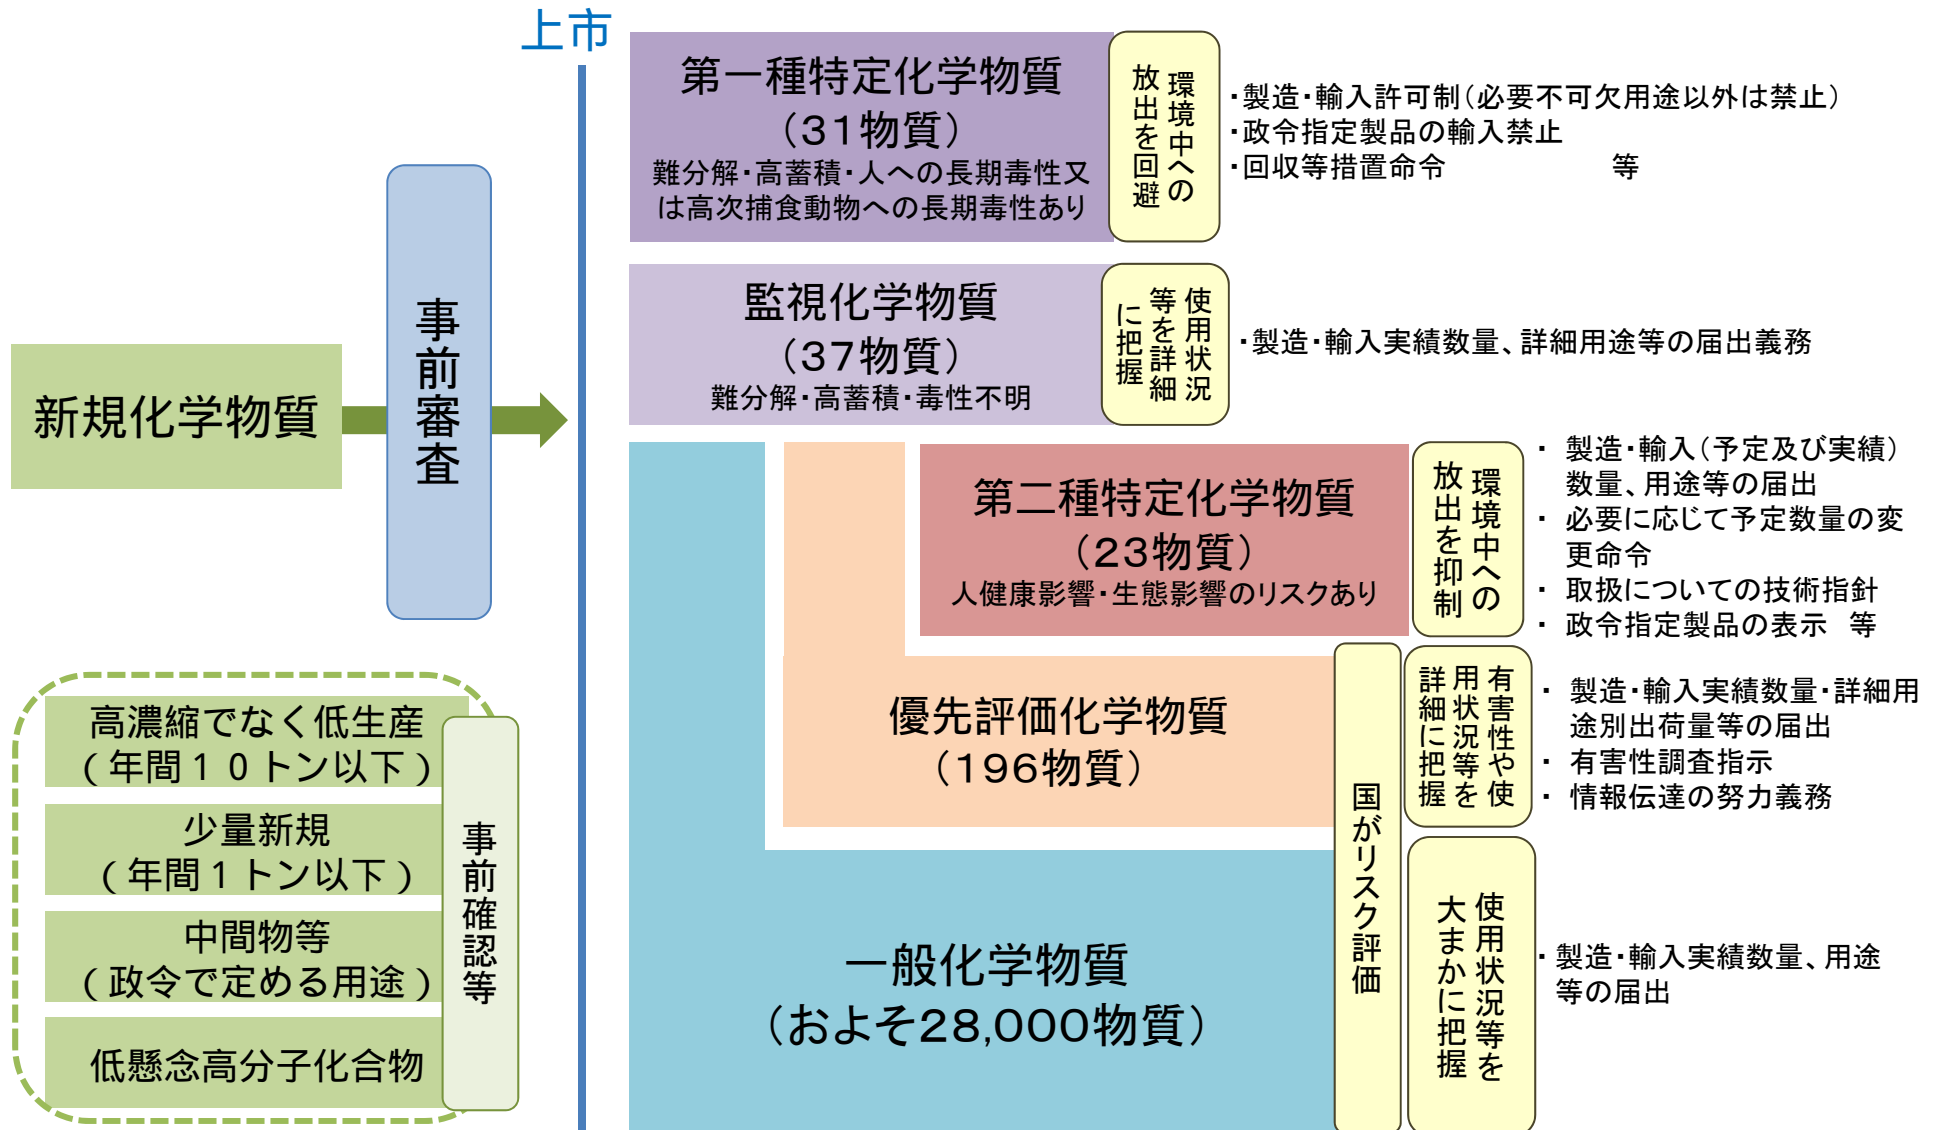 上市
新規化学物質
事前審査
高濃縮でなく低生産
(年間10トン以下)
少量新規
(年間1トン以下)
中間物等
(政令で定める用途)
低懸念高分子化合物
事前確認等
第一種特定化学物質
(31物質)
難分解・高蓄積・人への長期毒性又
は高次捕食動物への長期毒性あり
環境中への
放出を回避
・製造・輸入許可制(必要不可欠用途以外は禁止)
・政令指定製品の輸入禁止
・回収等措置命令 等
監視化学物質
(37物質)
難分解・高蓄積・毒性不明
使用状況
等を詳細
に把握
・製造・輸入実績数量、詳細用途等の届出義務
第二種特定化学物質
(23物質)
人健康影響・生態影響のリスクあり
環境中への
放出を抑制
・ 製造・輸入(予定及び実績)
数量、用途等の届出
・ 必要に応じて予定数量の変
更命令
・ 取扱についての技術指針
・ 政令指定製品の表示 等
優先評価化学物質
(196物質)
国がリスク評価
有害性や使
用状況等を
詳細に把握
・ 製造・輸入実績数量・詳細用
途別出荷量等の届出
・ 有害性調査指示
・ 情報伝達の努力義務
一般化学物質
(およそ28,000物質)
使用状況等を
大まかに把握
・製造・輸入実績数量、用途
等の届出